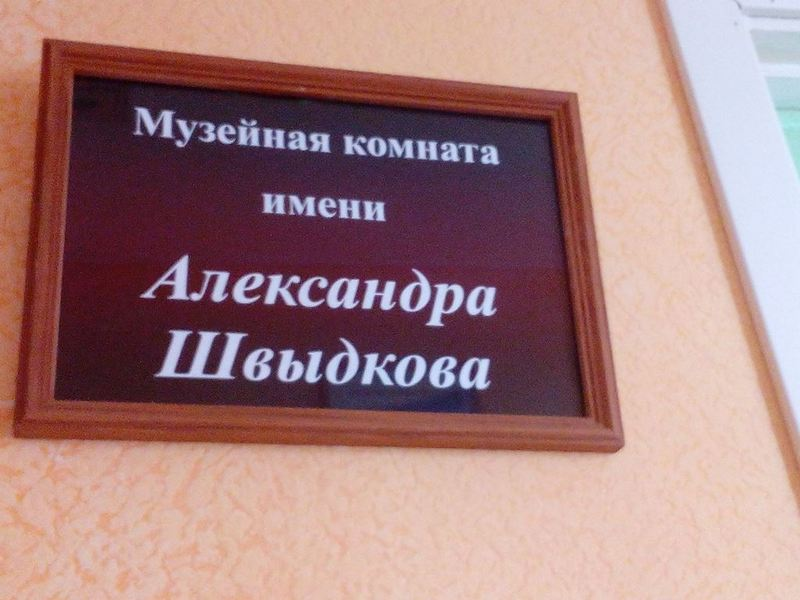 Музейная комната
имени
Александра
Швыдкова